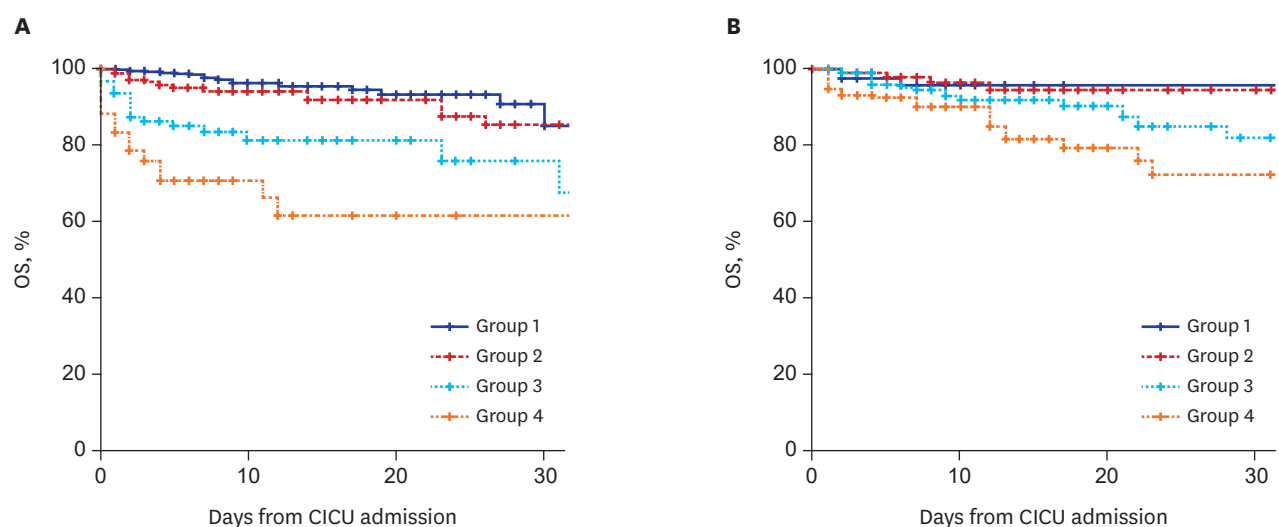 A
100
80
60
40
20
0
OS, %
0 10 20 30
Days from CICU admission
Group 1
Group 2
Group 3
Group 4
B
100
80
60
40
20
0
OS, %
0 10 20 30
Days from CICU admission
Group 1
Group 2
Group 3
Group 4